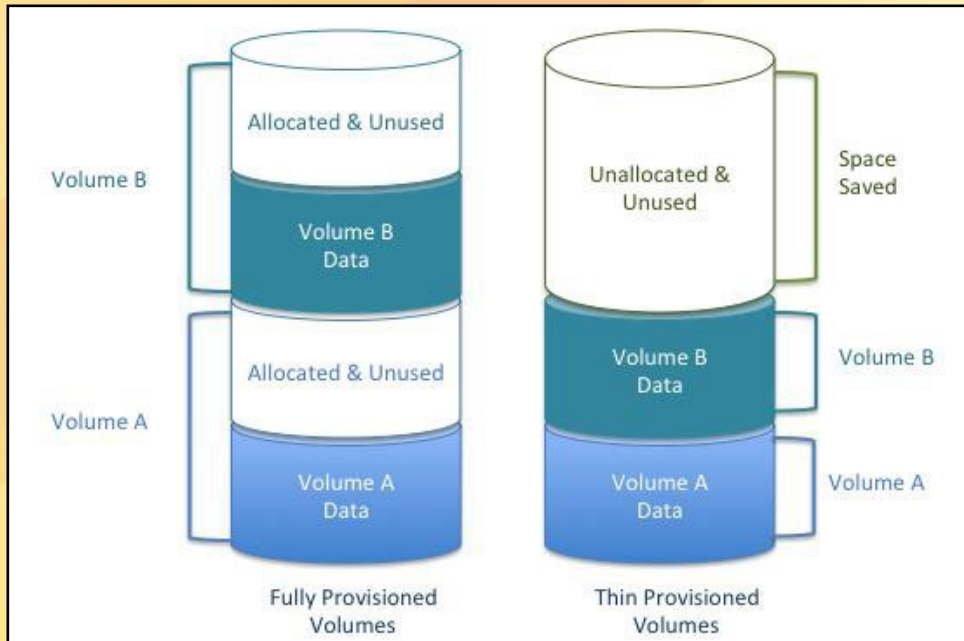 Allocated & Unused
Volume B
Volume B
Data
Allocated & Unused
Volume A
Volume A
Data
Fully Provisioned
Volumes
Unallocated &
Unused
Space
Saved
Volume B
Data
Volume B
Volume A
Data
Volume A
Thin Provisioned
Volumes